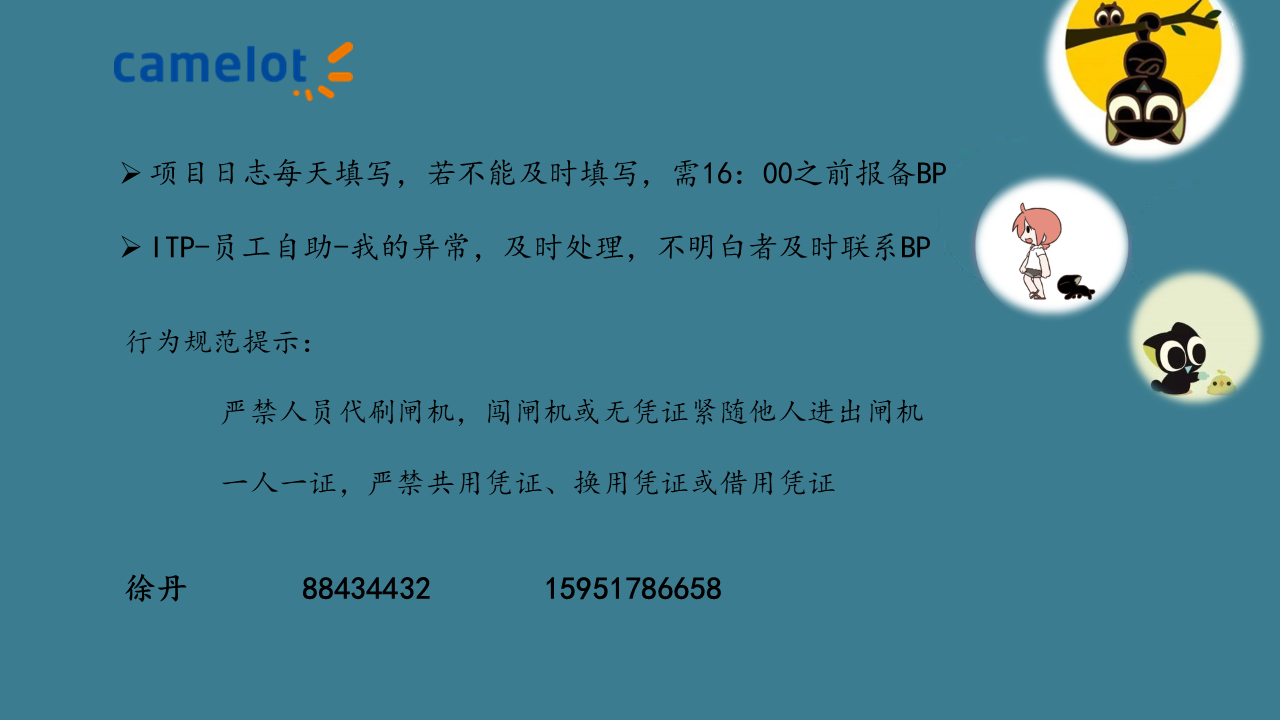 camelot
➢ 项目日志每天填写，若不能及时填写，需16：00之前报备BP
➢ ITP-员工自助-我的异常，及时处理，不明白者及时联系BP
行为规范提示：
严禁人员代刷闸机，闯闸机或无凭证紧随他人进出闸机
一人一证，严禁共用凭证、换用凭证或借用凭证
徐丹 88434432 15951786658